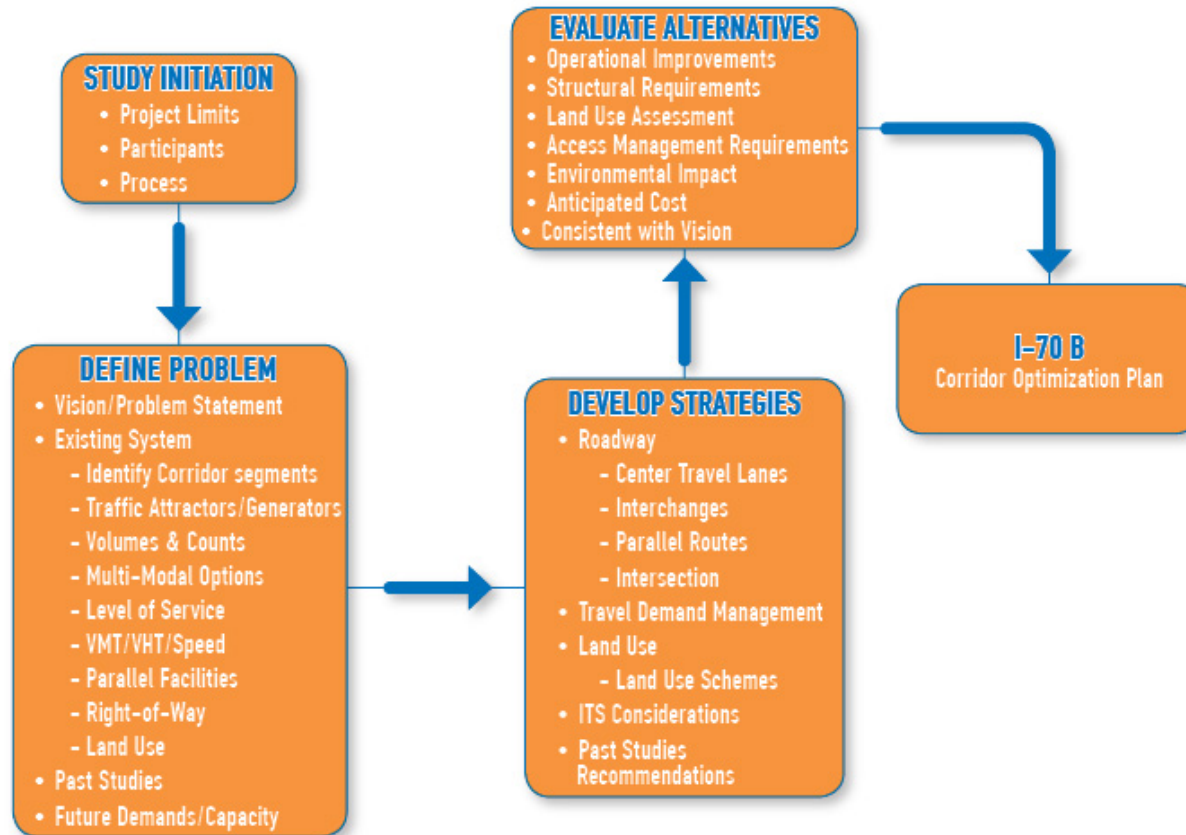 STUDY INITIATION
• Project Limits
• Participants
• Process
DEFINE PROBLEM
• Vision/Problem Statement
• Existing System
– Identify Corridor segments
– Traffic Attractors/Generators
– Volumes & Counts
– Multi-Modal Options
– Level of Service
– VMT/VHT/Speed
– Parallel Facilities
– Right-of-Way
– Land Use
• Past Studies
• Future Demands/Capacity
DEVELOP STRATEGIES
• Roadway
– Center Travel Lanes
– Interchanges
– Parallel Routes
– Intersection
• Travel Demand Management
• Land Use
– Land Use Schemes
• ITS Considerations
• Past Studies
Recommendations
EVALUATE ALTERNATIVES
• Operational Improvements
• Structural Requirements
• Land Use Assessment
• Access Management Requirements
• Environmental Impact
• Anticipated Cost
• Consistent with Vision
I-70 B
Corridor Optimization Plan